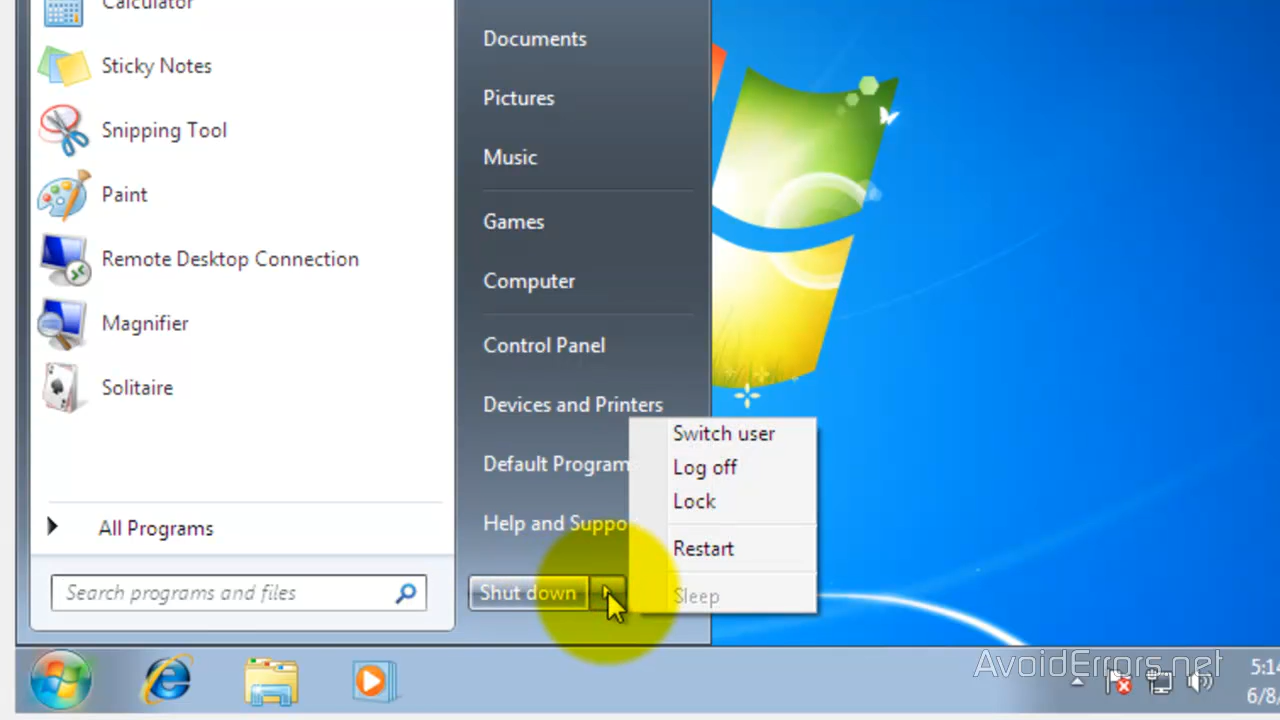 Calculator
Sticky Notes
Snipping Tool
Paint
Remote Desktop Connection
Magnifier
Solitaire
All Programs
Search programs and files
Documents
Pictures
Music
Games
Computer
Control Panel
Devices and Printers
Default Program
Help and Suppo
Shut down
Switch user
Log off
Lock
Restart
Sleep
AvoidErrors.net
5:14
6/8/